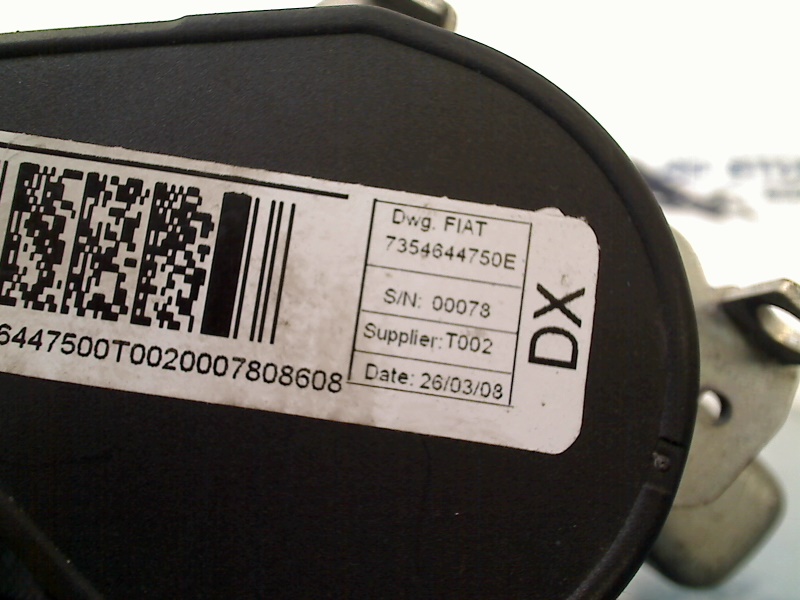 Dwg. FIAT
7354644750E
S/N: 00078
Supplier: T002
Date: 26/03/08
DX
6447500T0020007808608